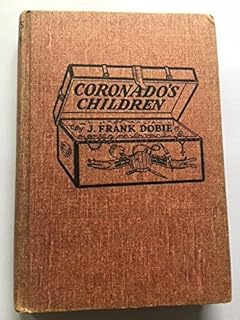 CORONADO'S
CHILDREN
by J. FRANK DOBIE